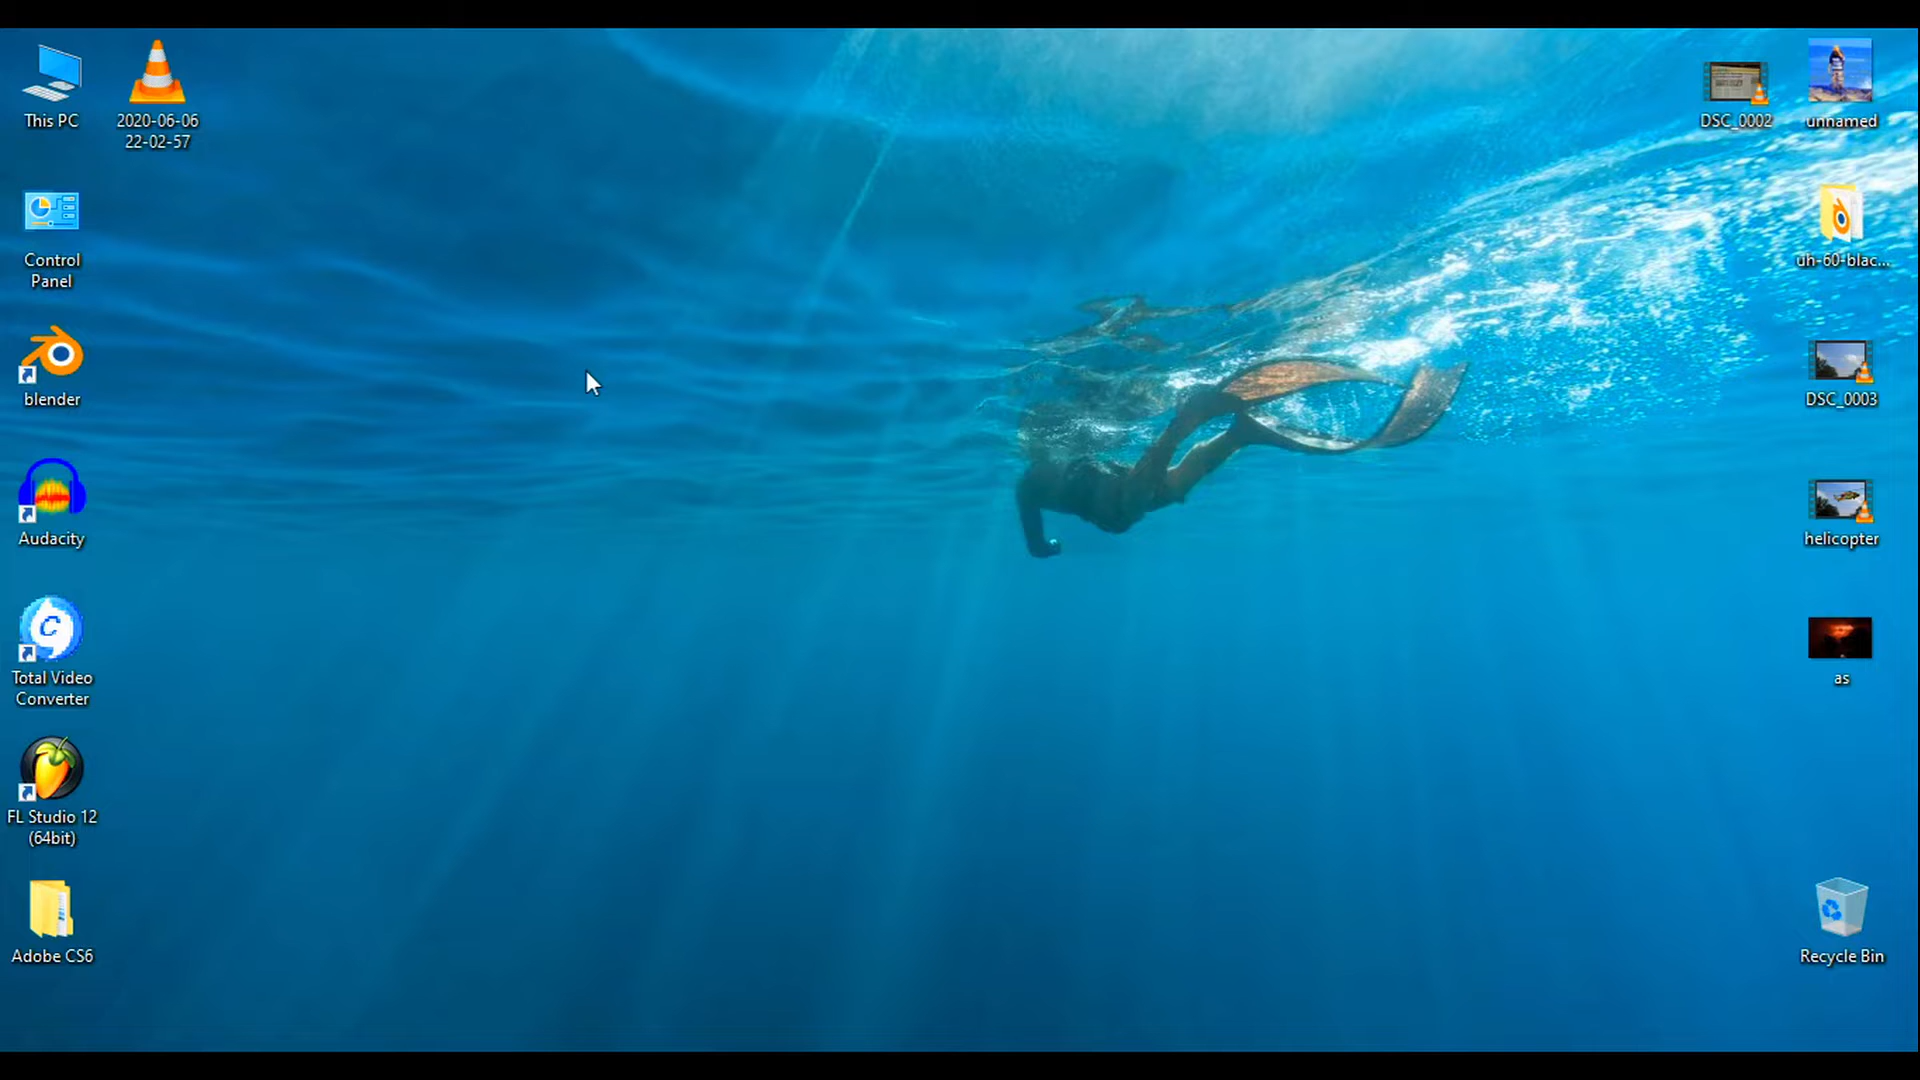 This PC
2020-06-06
22-02-57
Control
Panel
blender
Audacity
Total Video
Converter
FL Studio 12
(64bit)
Adobe CS6
DSC_0002
unnamed
uh-60-blac...
DSC_0003
helicopter
as
Recycle Bin